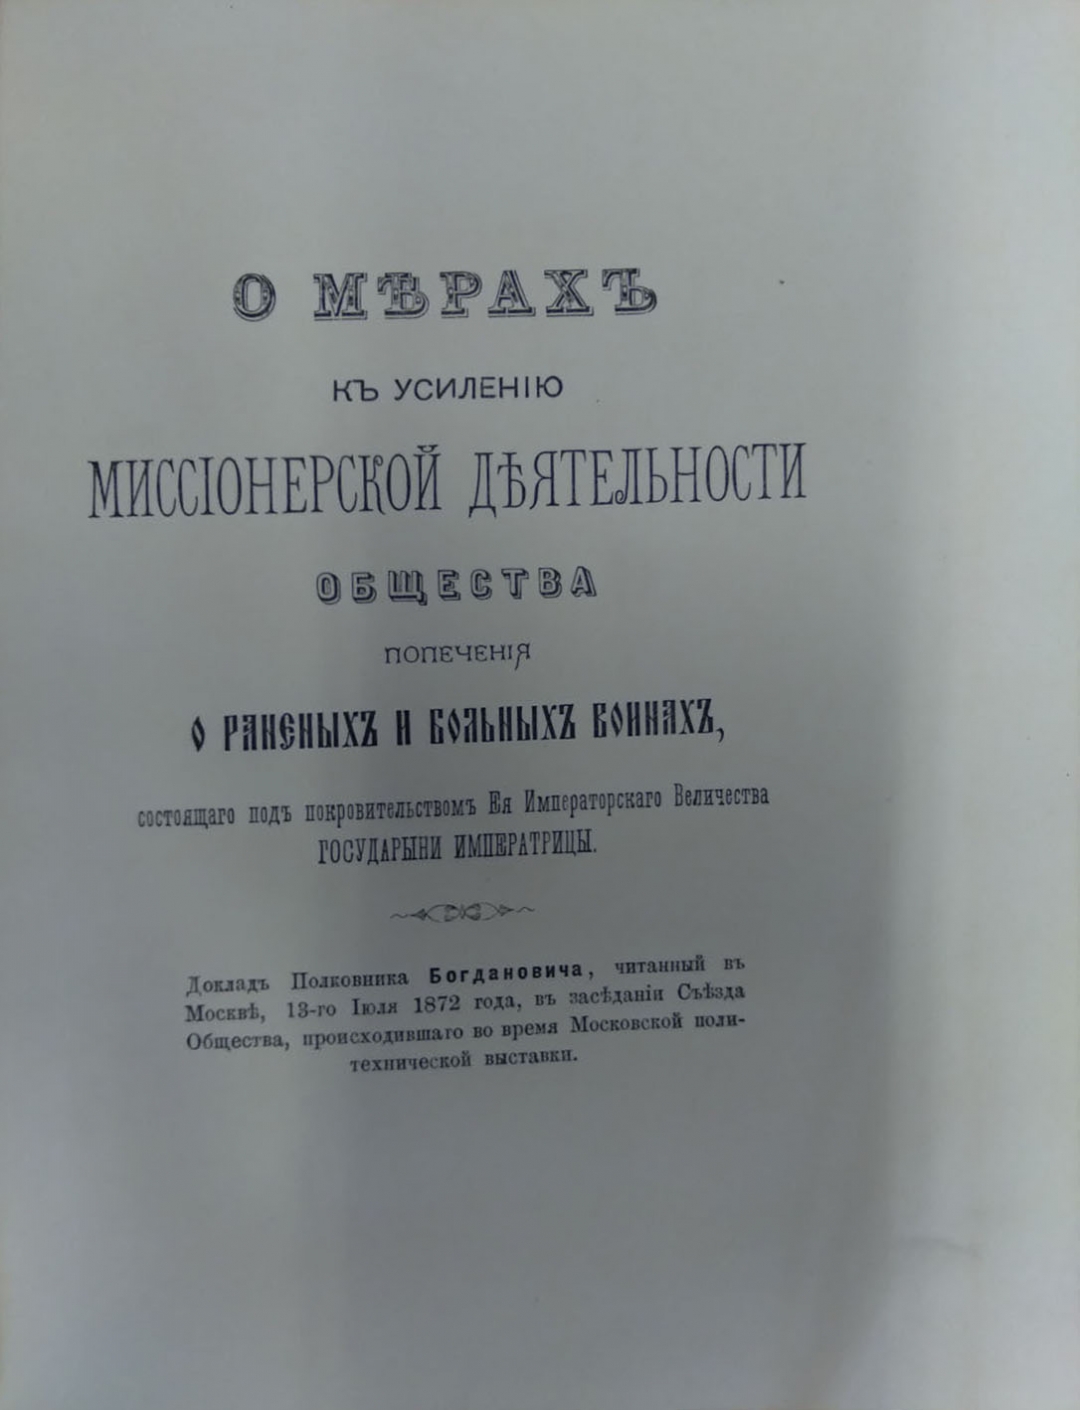 О МѢРАХЪ
КЪ УСИЛЕНІЮ
МИССІОНЕРСКОЙ ДѢЯТЕЛЬНОСТИ
ОБЩЕСТВА
ПОПЕЧЕНІЯ
О РАНЕНЫХЪ И БОЛЬНЫХЪ ВОИНАХЪ,
состоящаго подъ покровительствомъ Ея Императорскаго Величества
ГОСУДАРЫНИ ИМПЕРАТРИЦЫ.
Докладъ Полковника Богдановича, читанный въ
Москвѣ, 13-го Іюля 1872 года, въ засѣданіи Съѣзда
Общества, происходившаго во время Московской поли-
технической выставки.